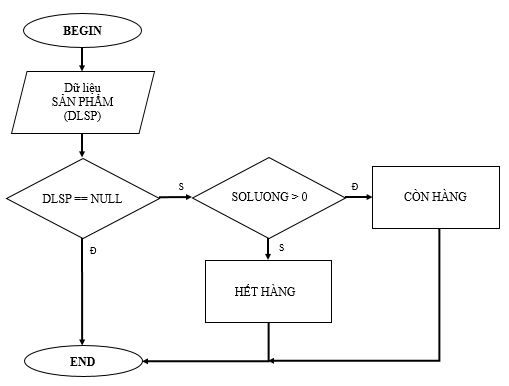 BEGIN
Dữ liệu
SẢN PHẨM
(DLSP)
DLSP == NULL
S
SOLUONG > 0
Đ
CÒN HÀNG
Đ
S
HẾT HÀNG
END